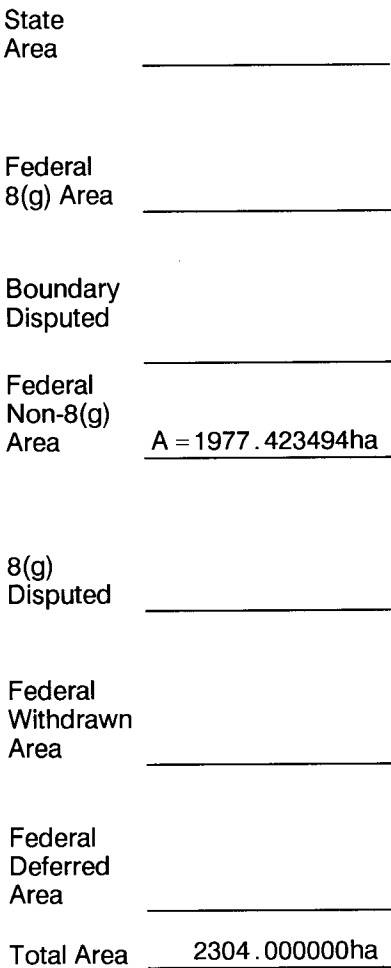 State
Area
Federal
8(g) Area
Boundary
Disputed
Federal
Non-8(g)
Area A = 1977.423494ha
8(g)
Disputed
Federal
Withdrawn
Area
Federal
Deferred
Area
Total Area 2304.000000ha